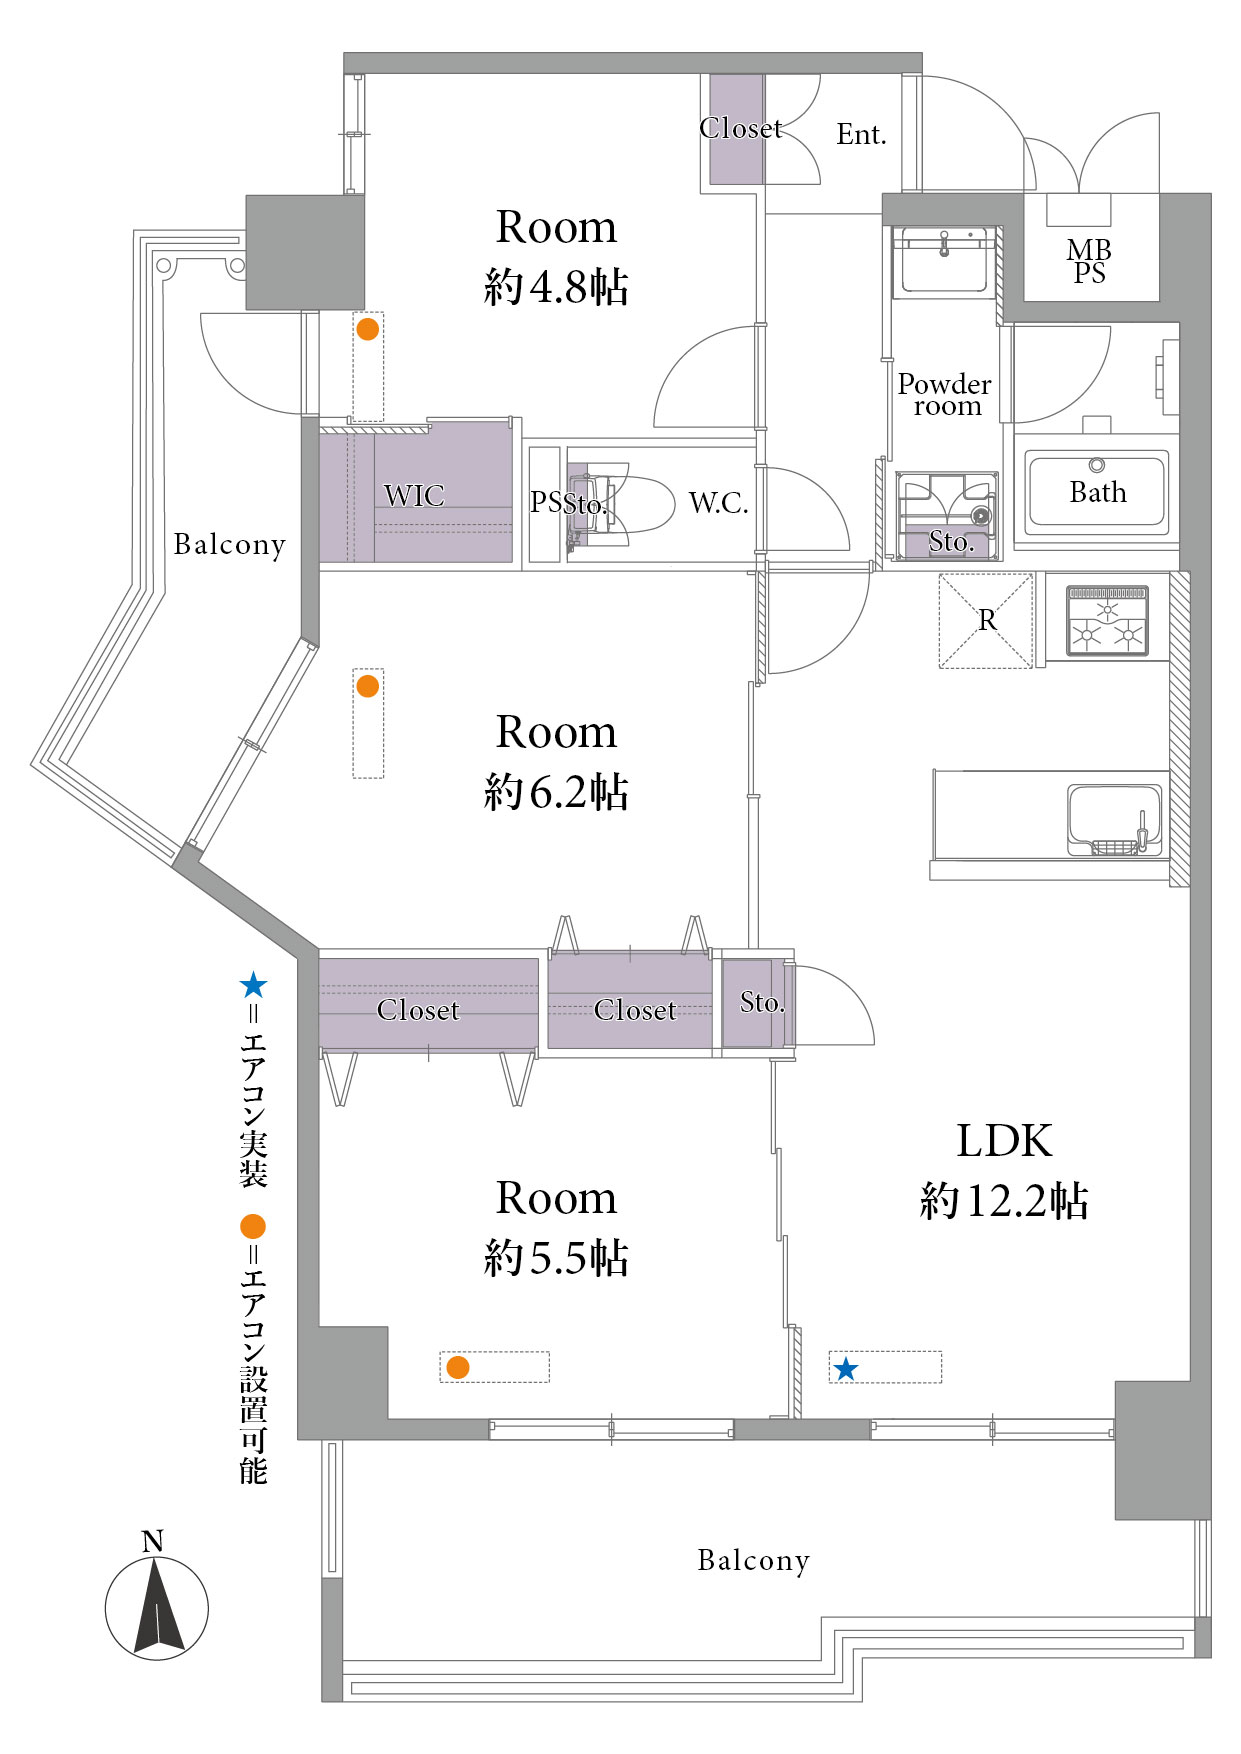 Closet
Ent.
Room
約4.8帖
MB
PS
Powder
room
WIC
PS
Sto.
W.C.
Bath
Sto.
Balcony
R
Room
約6.2帖
Closet
Closet
Sto.
★=エアコン実装 ●=エアコン設置可能
LDK
約12.2帖
Room
約5.5帖
★
N
Balcony